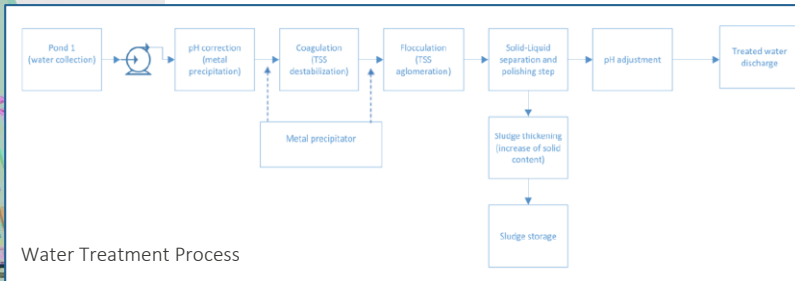 Pond 1
(water collection)
pH correction
(metal
precipitation)
Coagulation
(TSS
destabilization)
Flocculation
(TSS
aglomeration)
Solid-Liquid
separation and
polishing step
pH adjustment
Treated water
discharge
Metal precipitator
Sludge thickening
(increase of solid
content)
Sludge storage
Water Treatment Process